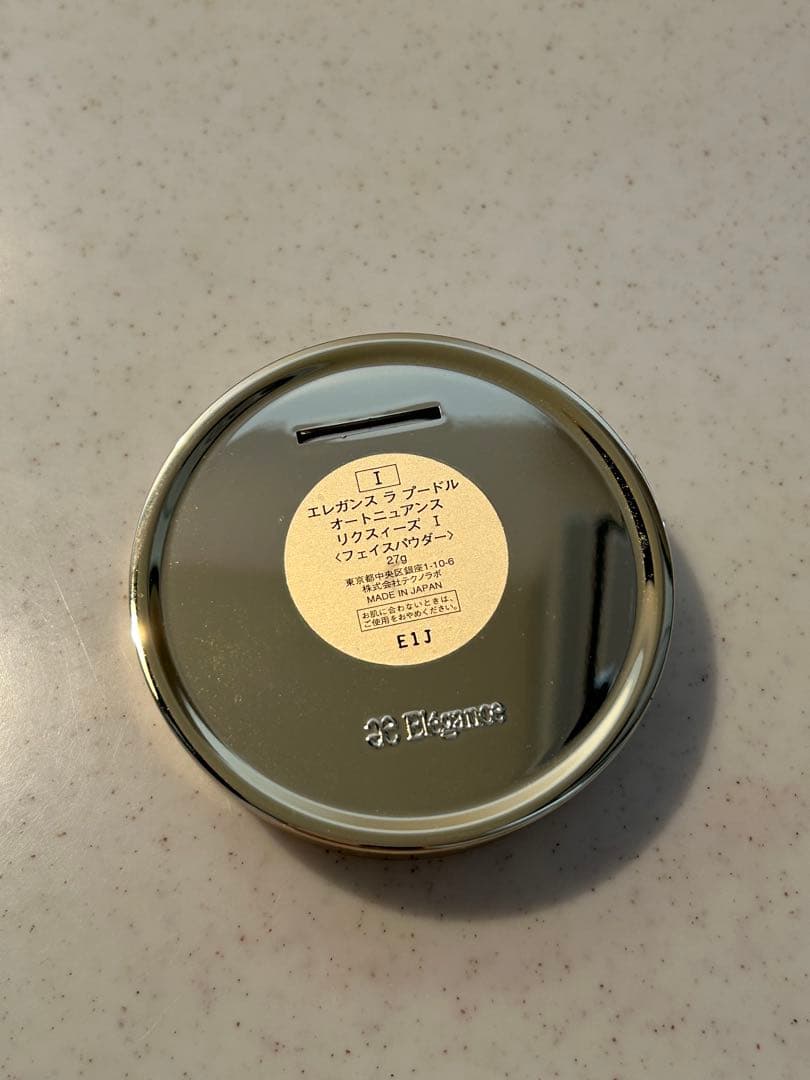 I
エレガンス ラ プードル
オートニュアンス
リクスィーズ I
〈フェイスパウダー〉
27g
東京都中央区銀座1-10-6
株式会社テクノラボ
MADE IN JAPAN
お肌に合わないときは、
ご使用をおやめください。
E1J
Elégance